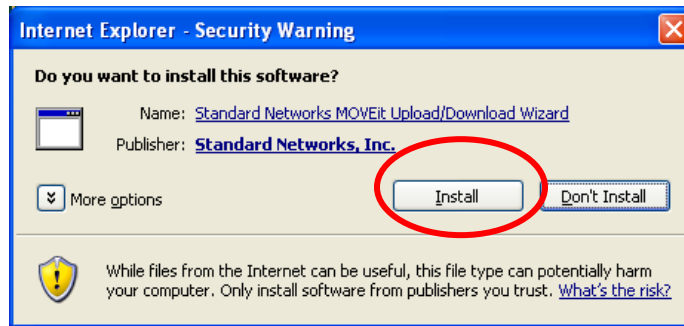 Internet Explorer - Security Warning
Do you want to install this software?
Name: Standard Networks MOVEit Upload/Download Wizard
Publisher: Standard Networks, Inc.
More options Install Don't Install
While files from the Internet can be useful, this file type can potentially harm
your computer. Only install software from publishers you trust. What's the risk?